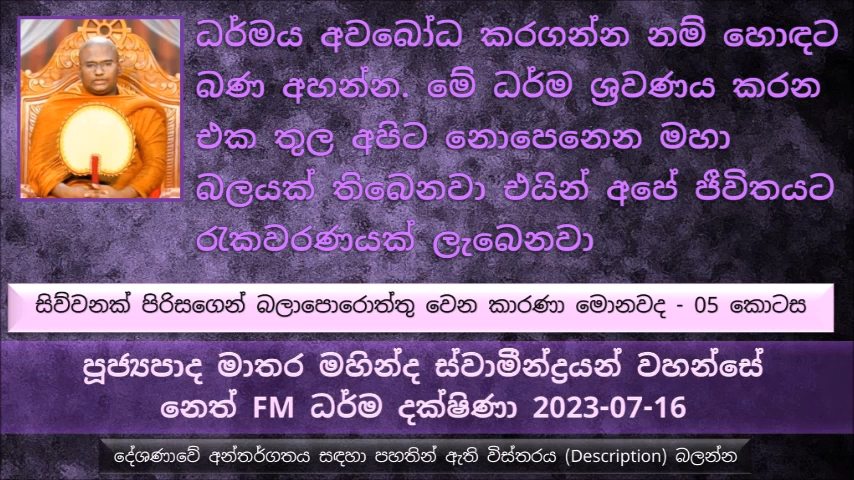 ධර්මය අවබෝධ කරගන්න නම් හොඳට
බණ අහන්න. මේ ධර්ම ශ්‍රවණය කරන
එක තුල අපිට නොපෙනෙන මහා
බලයක් තිබෙනවා එයින් අපේ ජීවිතයට
රැකවරණයක් ලැබෙනවා
සිව්වනක් පිරිසගෙන් බලාපොරොත්තු වෙන කාරණා මොනවද - 05 කොටස
පූජ්‍යපාද මාතර මහින්ද ස්වාමීන්ද්‍රයන් වහන්සේ
නෙත් FM ධර්ම දක්ෂිණා 2023-07-16
දේශණාවේ අන්තර්ගතය සඳහා පහතින් ඇති විස්තරය (Description) බලන්න